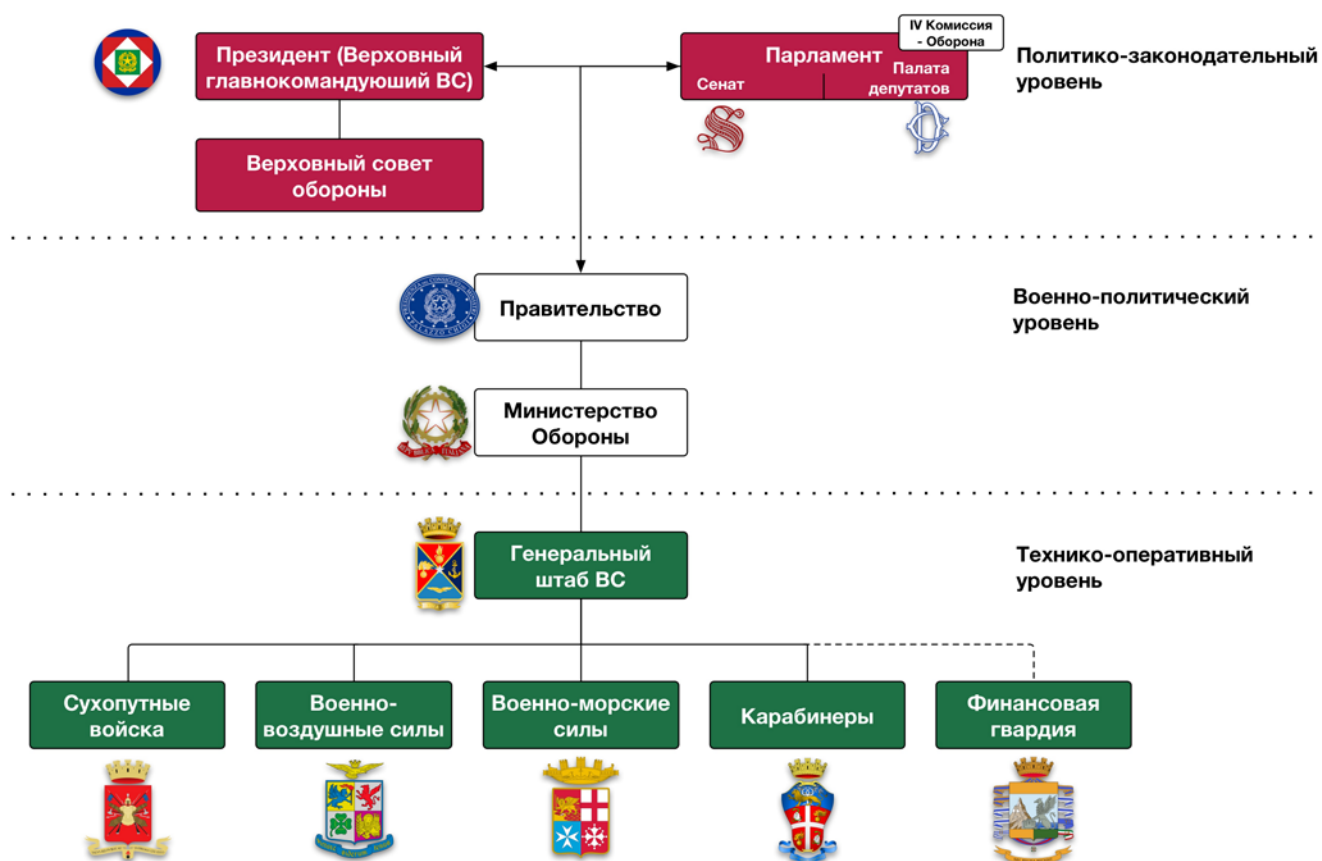 Президент (Верховный
главнокомандуюший ВС)
IV Комиссия
- Оборона
Парламент
Сенат
Палата
депутатов
Политико-законодательный
уровень
Верховный совет
обороны
Правительство
Военно-политический
уровень
Министерство
Обороны
Генеральный
штаб ВС
Технико-оперативный
уровень
Сухопутные
войска
Военно-
воздушные силы
Военно-морские
силы
Карабинеры
Финансовая
гвардия